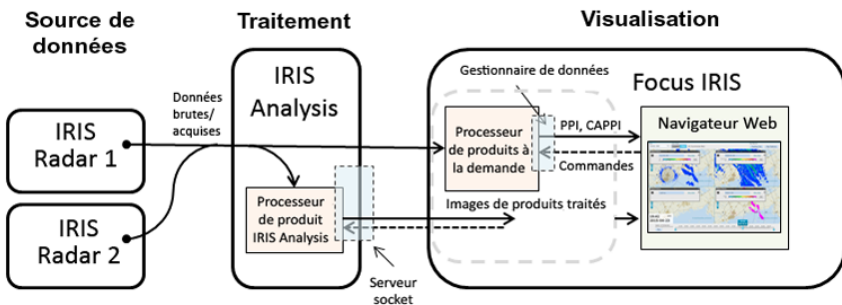 Source de
données
Traitement
Visualisation
IRIS
Radar 1
IRIS
Radar 2
Données
brutes/
acquises
IRIS
Analysis
Processeur
de produit
IRIS Analysis
Serveur
socket
Gestionnaire de données
Focus IRIS
Processeur
de produits à
la demande
PPI, CAPPI
Commandes
Images de produits traités
Navigateur Web